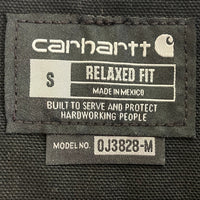 carhartt
S RELAXED FIT
MADE IN MEXICO
BUILT TO SERVE AND PROTECT
HARDWORKING PEOPLE
MODEL NO. OJ3828-M